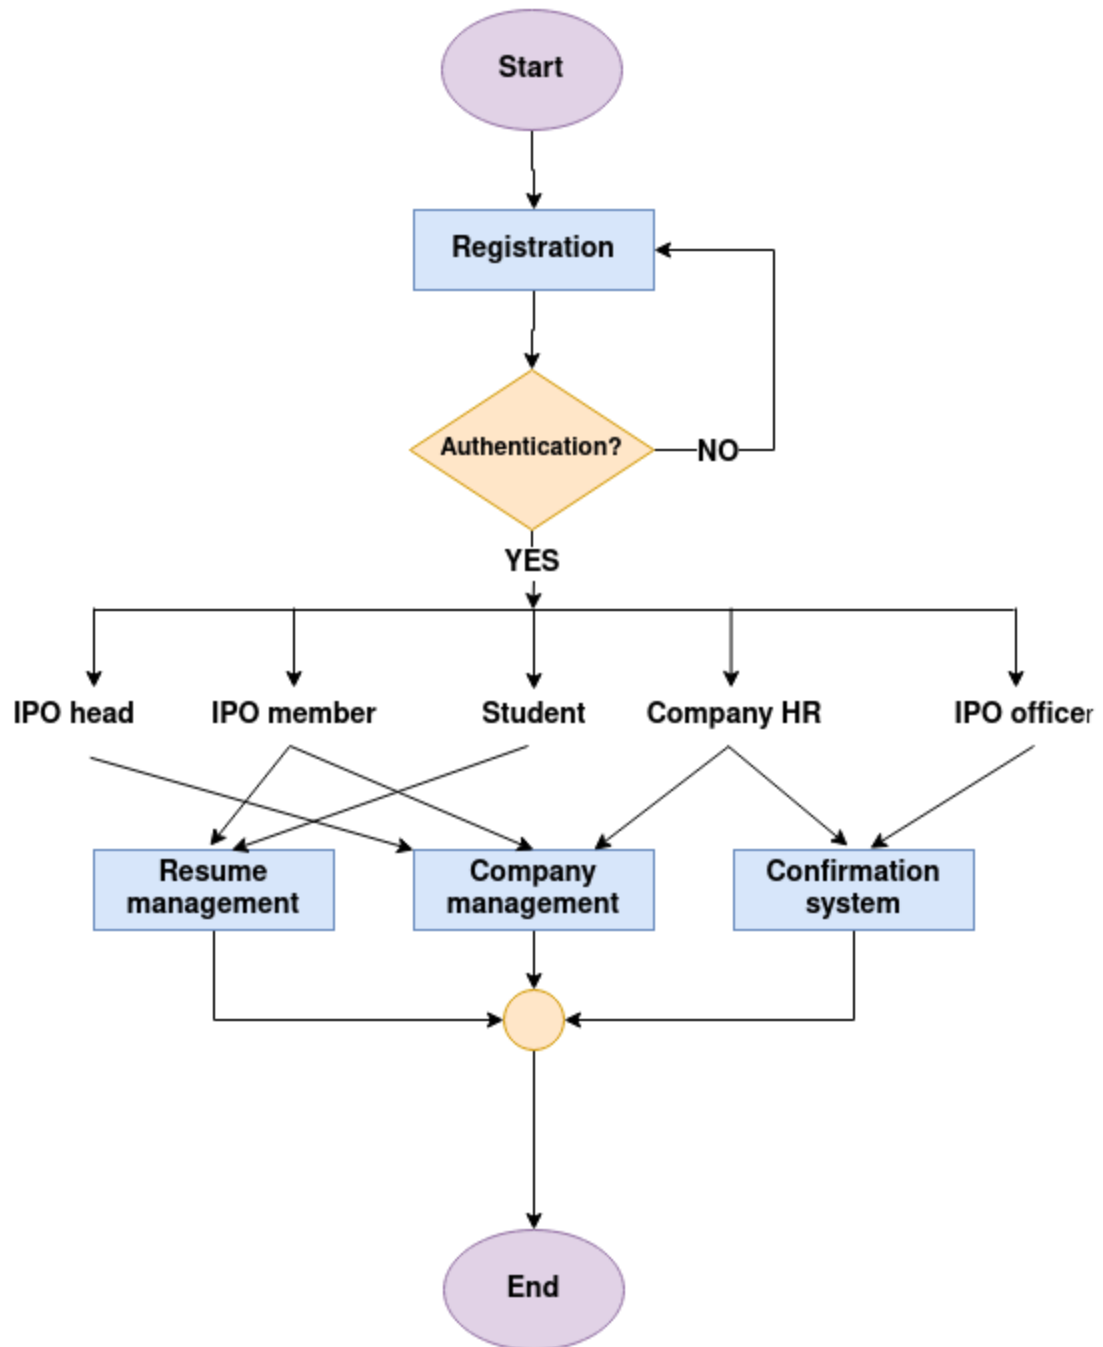 Start
Registration
Authentication?
NO
YES
IPO head
IPO member
Student
Company HR
IPO officer
Resume
management
Company
management
Confirmation
system
End